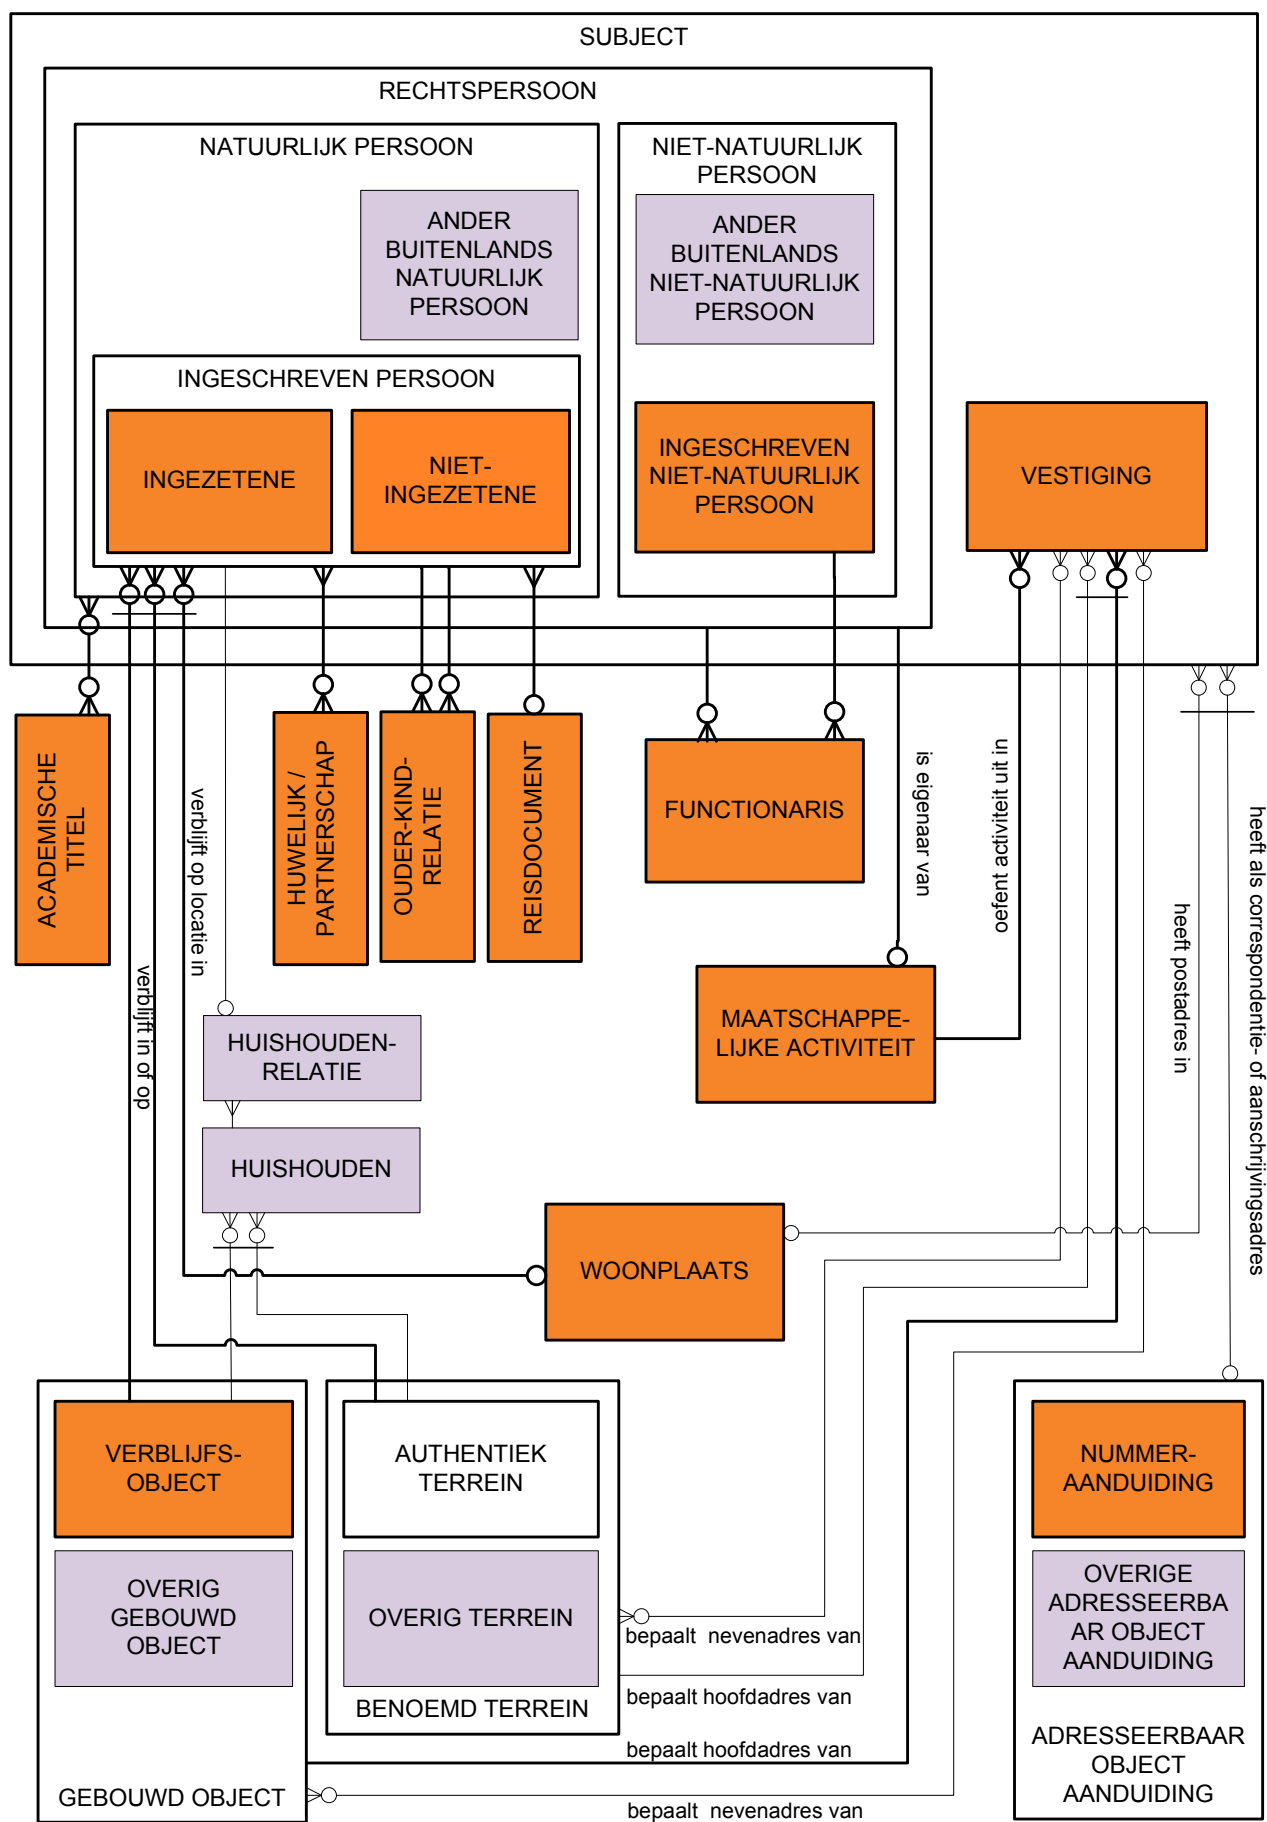 SUBJECT
RECHTSPERSOON
NATUURLIJK PERSOON
ANDER
BUITENLANDS
NATUURLIJK
PERSOON
NIET-NATUURLIJK
PERSOON
ANDER
BUITENLANDS
NIET-NATUURLIJK
PERSOON
INGESCHREVEN PERSOON
INGEZETENE
NIET-
INGEZETENE
INGESCHREVEN
NIET-NATUURLIJK
PERSOON
VESTIGING
ACADEMISCHE
TITEL
verblijft in of op
verblijft op locatie in
HUWELIJK /
PARTNERSCHAP
OUDER-KIND-
RELATIE
REISDOCUMENT
FUNCTIONARIS
is eigenaar van
oefent activiteit uit in
heeft postadres in
heeft als correspondentie- of aanschrijvingsadres
MAATSCHAPPE-
LIJKE ACTIVITEIT
HUISHOUDEN-
RELATIE
HUISHOUDEN
WOONPLAATS
VERBLIJFS-
OBJECT
OVERIG
GEBOUWD
OBJECT
GEBOUWD OBJECT
AUTHENTIEK
TERREIN
OVERIG TERREIN
BENOEMD TERREIN
bepaalt  nevenadres van
bepaalt hoofdadres van
bepaalt hoofdadres van
bepaalt  nevenadres van
NUMMER-
AANDUIDING
OVERIGE
ADRESSEERBA
AR OBJECT
AANDUIDING
ADRESSEERBAAR
OBJECT
AANDUIDING